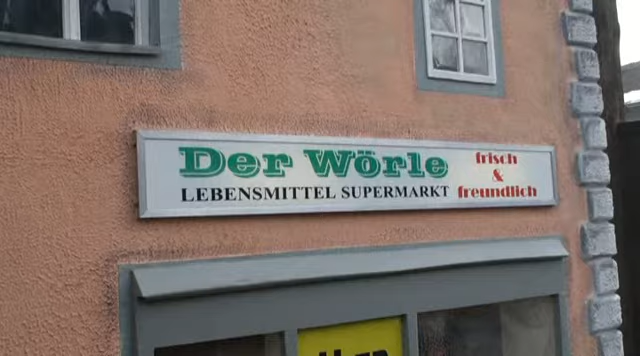 Der Wörle
LEBENSMITTEL SUPERMARKT
frisch
&
freundlich